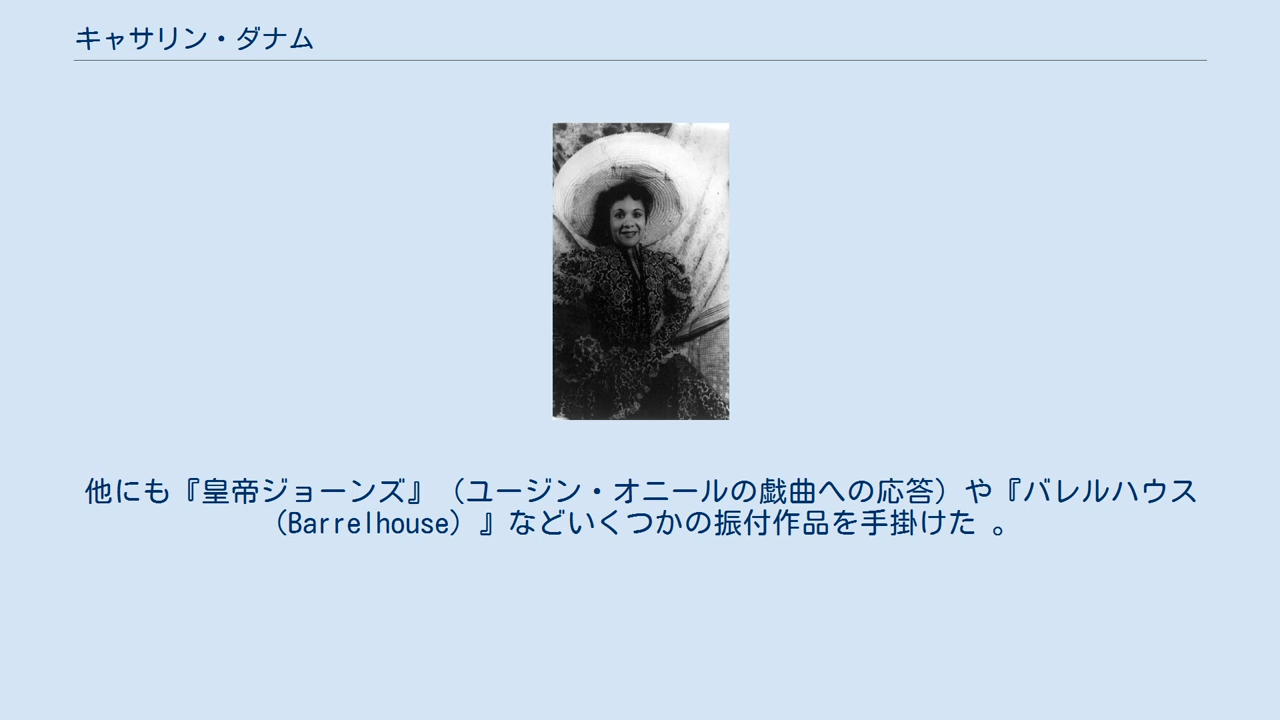 キャサリン・ダナム
他にも『皇帝ジョーンズ』（ユージン・オニールの戯曲への応答）や『バレルハウス
（Barrelhouse）』などいくつかの振付作品を手掛けた 。